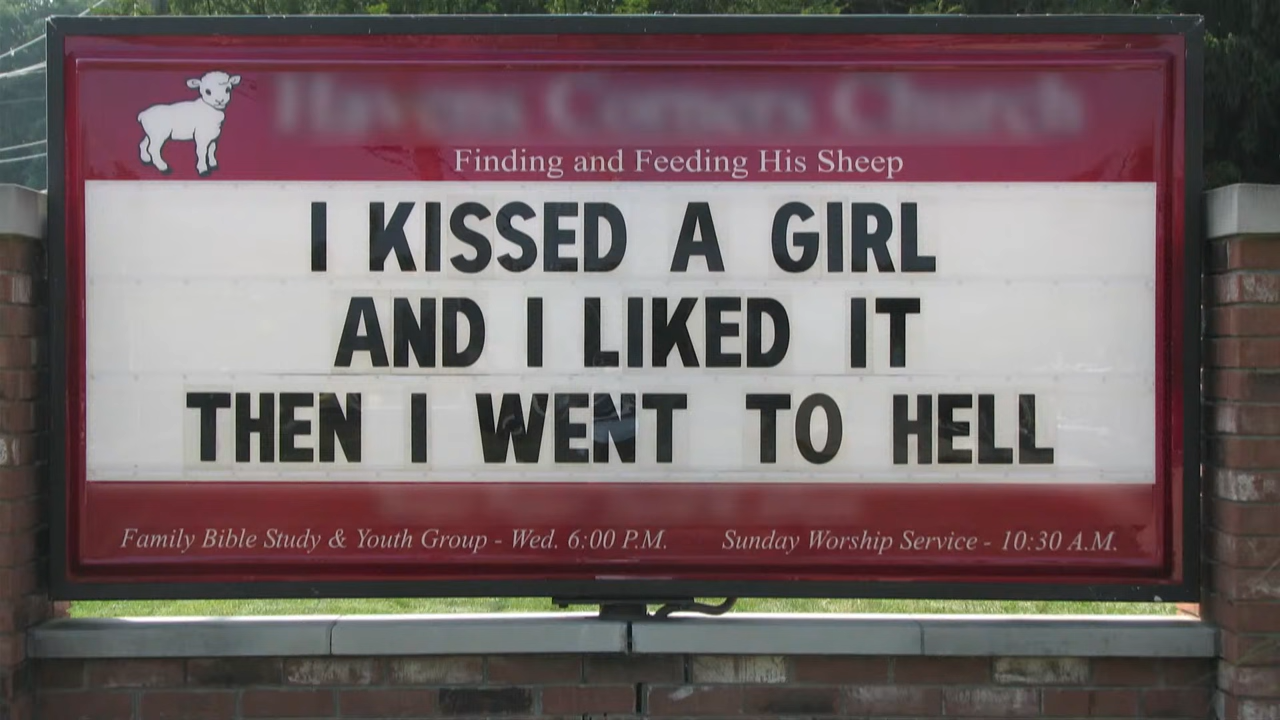 Finding and Feeding His Sheep
I KISSED A GIRL
AND I LIKED IT
THEN I WENT TO HELL
Family Bible Study & Youth Group - Wed. 6:00 P.M. Sunday Worship Service - 10:30 A.M.